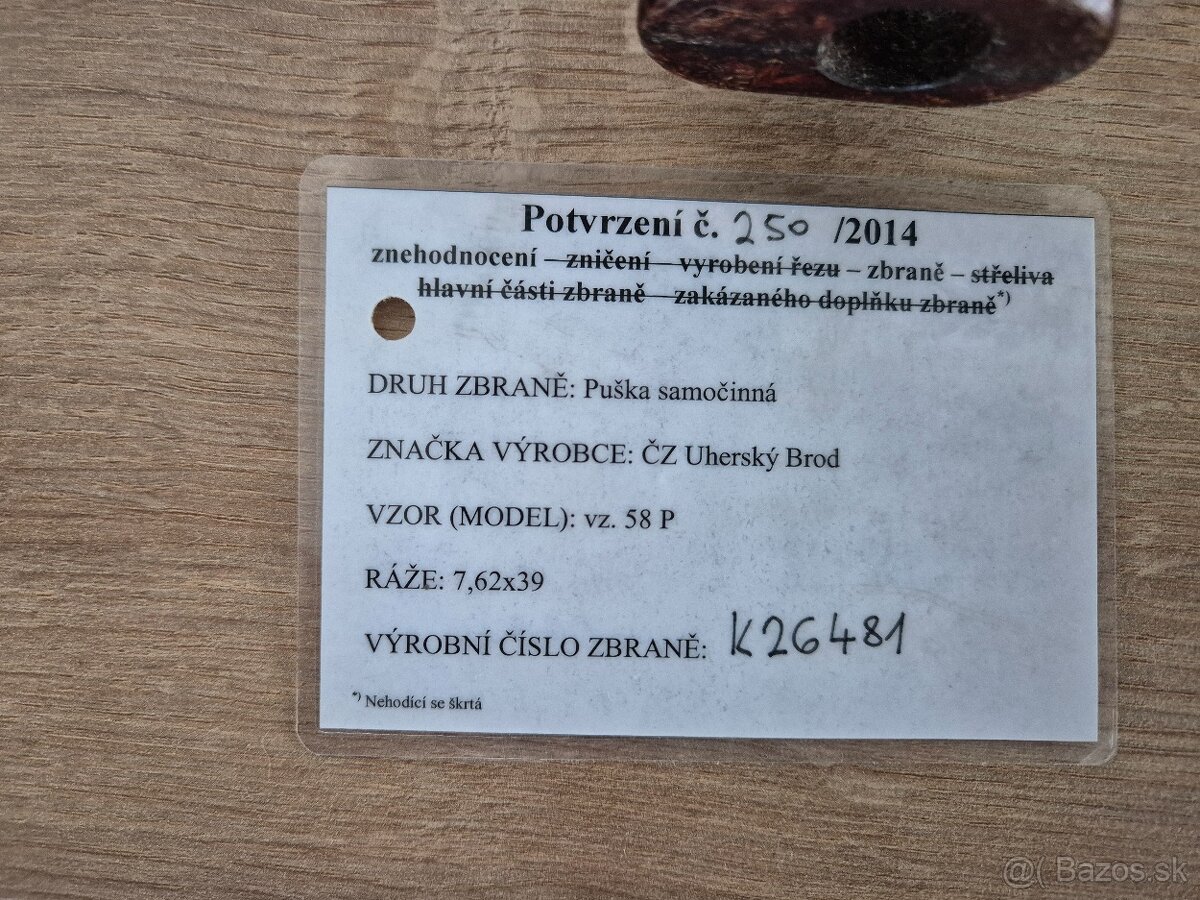 Potvrzení č. 250 /2014
znehodnocení – zničení – vyrobení řezu – zbraně – střeliva
hlavní části zbraně – zakázaného doplňku zbraně*)
DRUH ZBRANĚ: Puška samočinná
ZNAČKA VÝROBCE: ČZ Uherský Brod
VZOR (MODEL): vz. 58 P
RÁŽE: 7,62x39
VÝROBNÍ ČÍSLO ZBRANĚ: K26481
*) Nehodící se škrtá
@( Bazos.sk